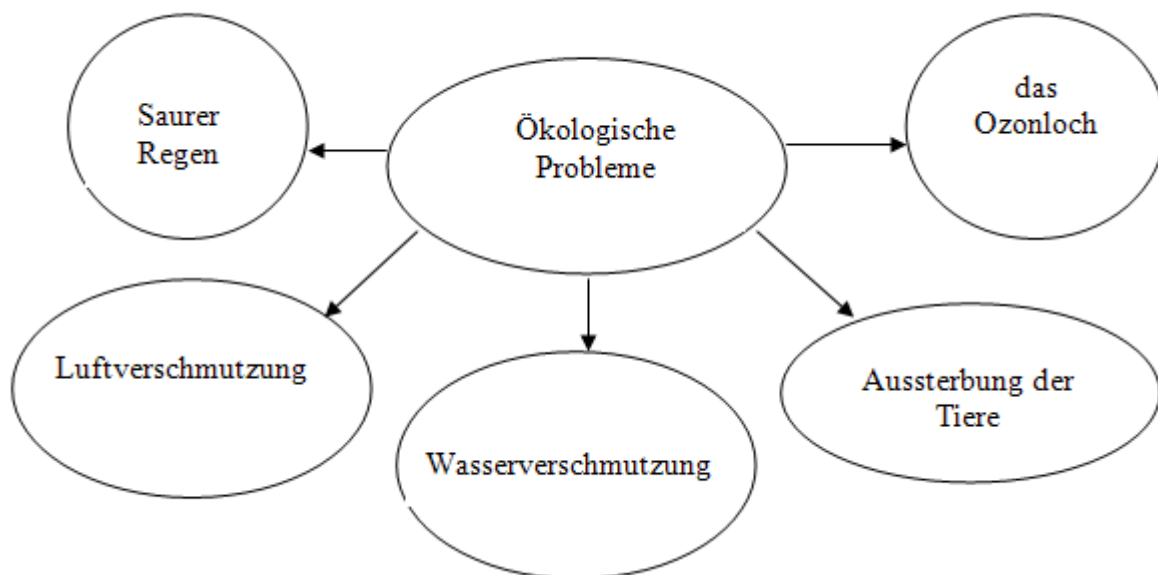 Saurer
Regen
Ökologische
Probleme
das
Ozonloch
Luftverschmutzung
Wasserverschmutzung
Aussterbung der
Tiere